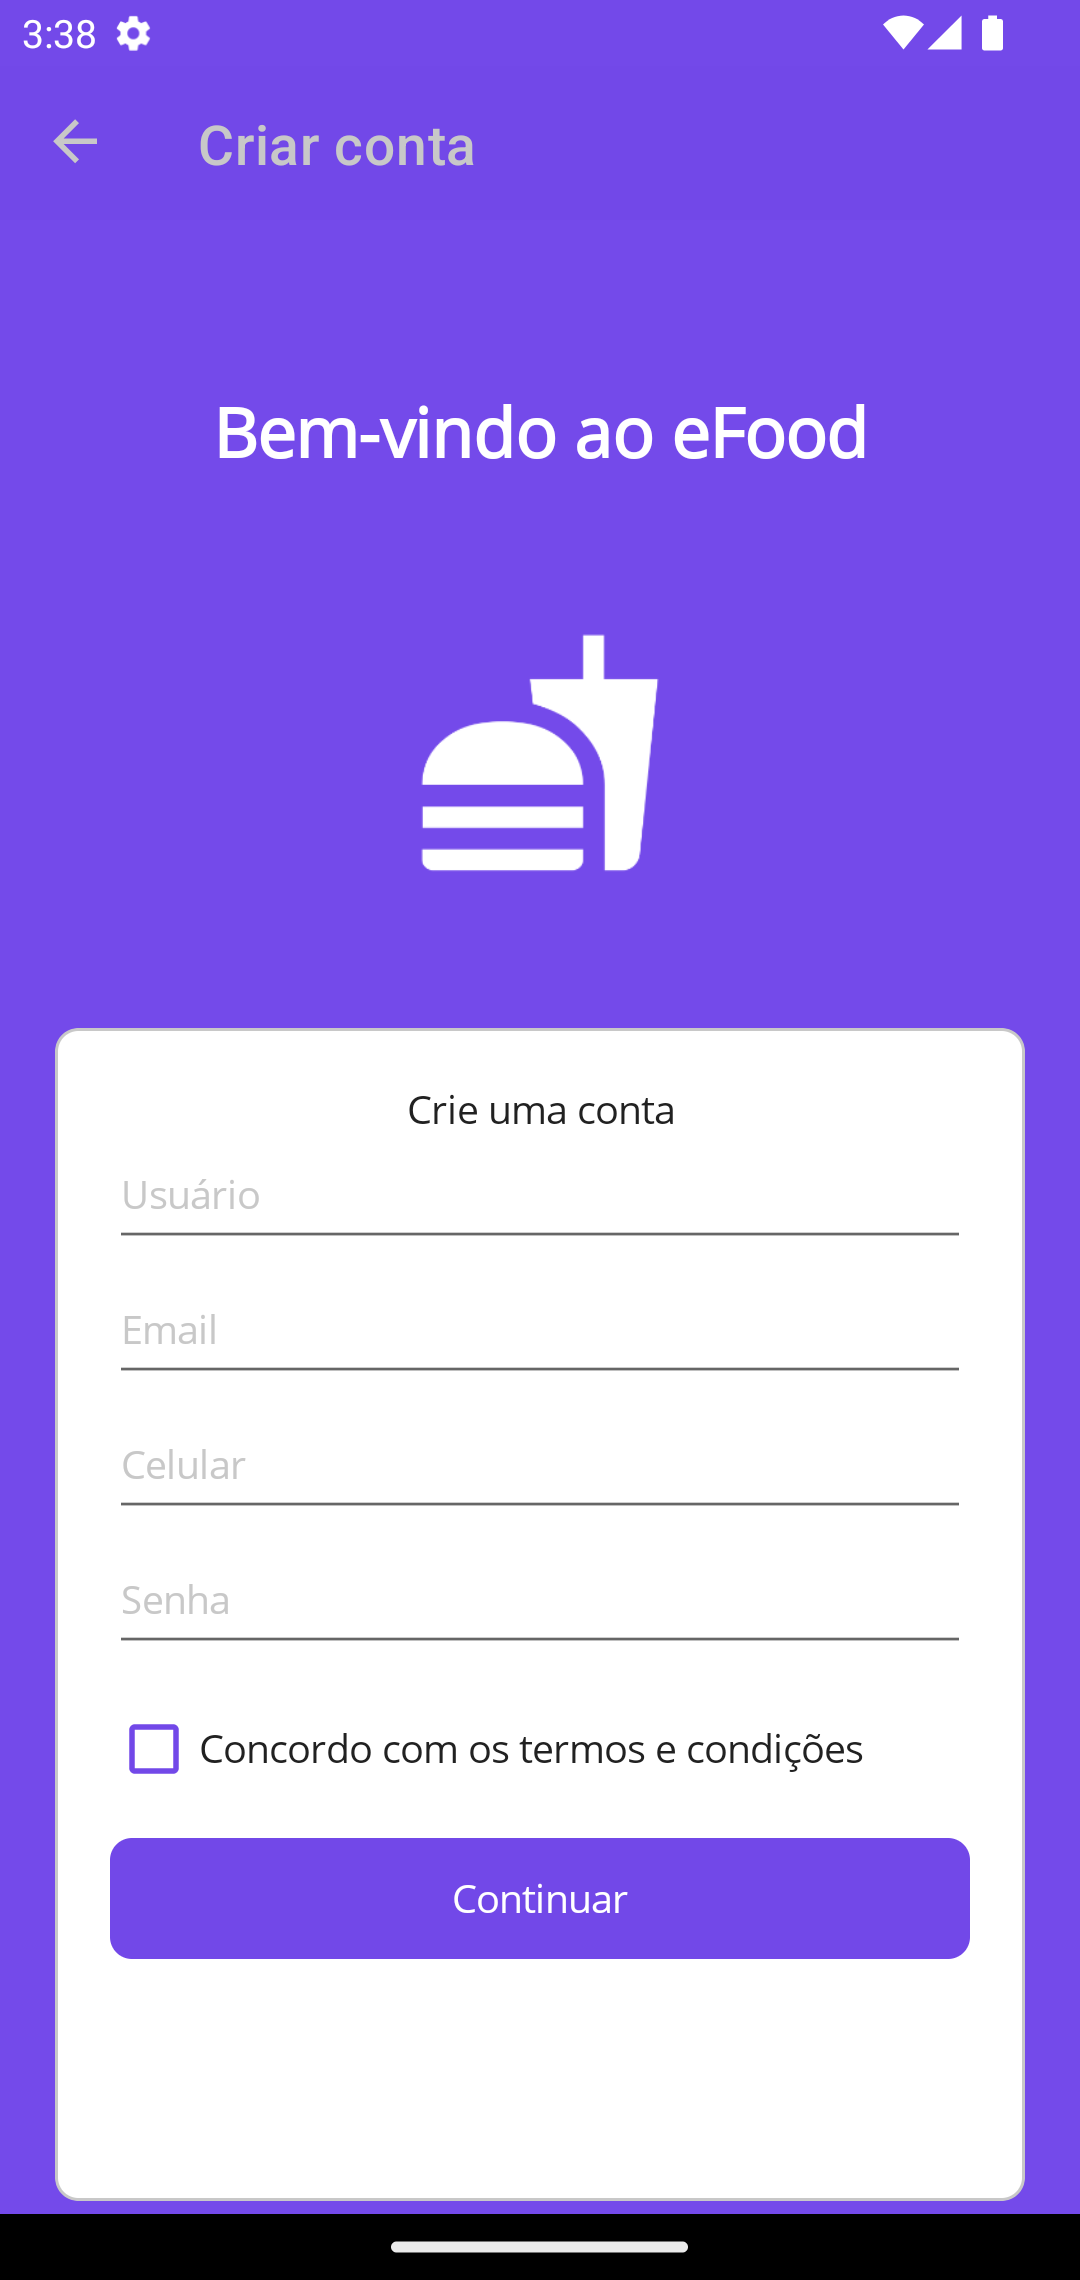 3:38
Criar conta
Bem-vindo ao eFood
Crie uma conta
Usuário
Email
Celular
Senha
Concordo com os termos e condições
Continuar